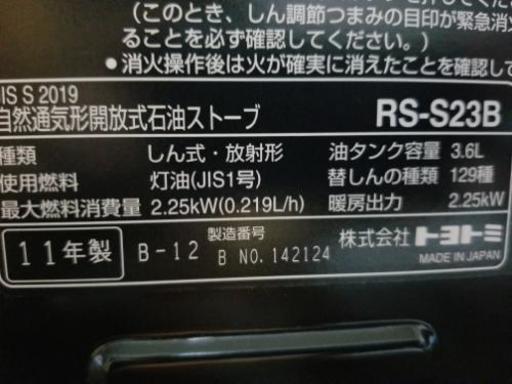 (このとき、しん調節つまみの目印が緊急消火
ることを必ず確認してください。)
●消火操作後は火が確実に消えたことを確認して
JIS S 2019
自然通気形開放式石油ストーブ RS-S23B
種類 しん式・放射形 油タンク容量 3.6L
使用燃料 灯油(JIS1号) 替しんの種類 129種
最大燃料消費量 2.25kW(0.219L/h) 暖房出力 2.25kW
11年製 B-12 製造番号 B NO.142124 株式会社トヨトミ
MADE IN JAPAN